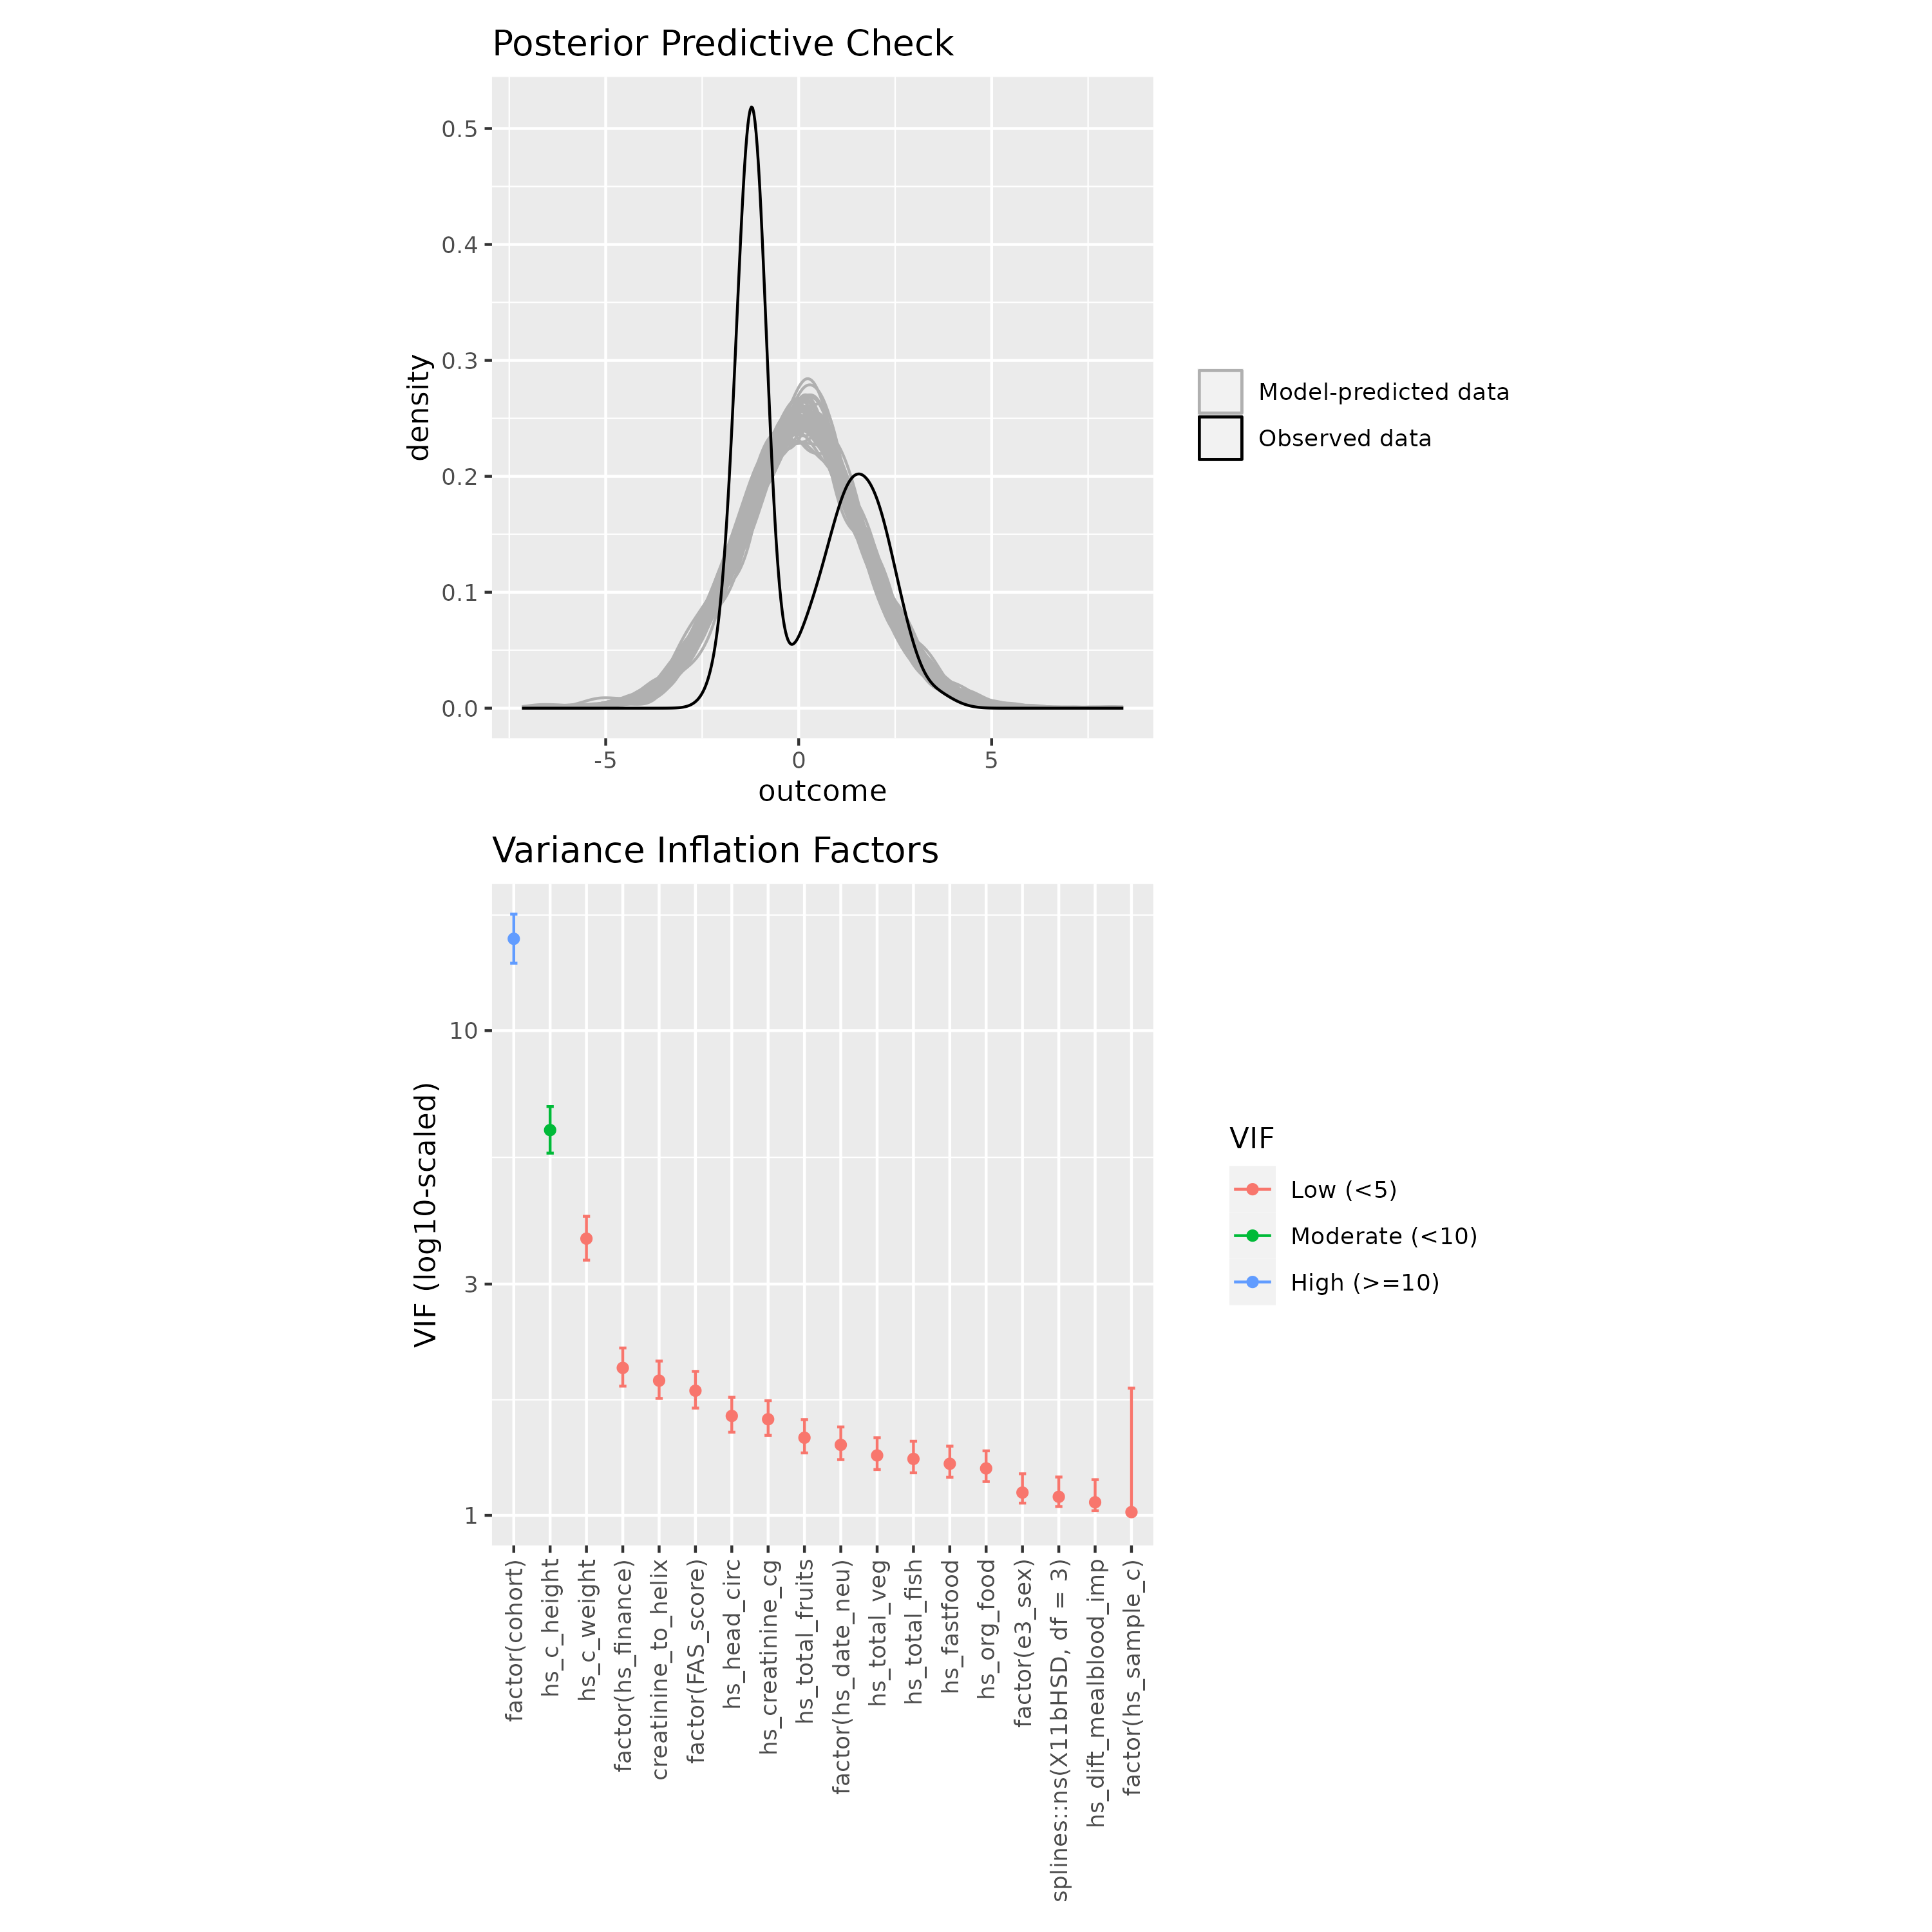 Posterior Predictive Check
0.5
0.4
0.3
0.2
0.1
0.0
density
-5
0
5
outcome
Model-predicted data
Observed data
Variance Inflation Factors
10
3
1
VIF (log10-scaled)
factor(cohort)
hs_c_height
hs_c_weight
factor(hs_finance)
creatinine_to_helix
factor(FAS_score)
hs_head_circ
hs_creatinine_cg
hs_total_fruits
factor(hs_date_neu)
hs_total_veg
hs_total_fish
hs_fastfood
hs_org_food
factor(e3_sex)
splines::ns(X11bHSD, df = 3)
hs_dift_mealblood_imp
factor(hs_sample_c)
VIF
Low (<5)
Moderate (<10)
High (>=10)